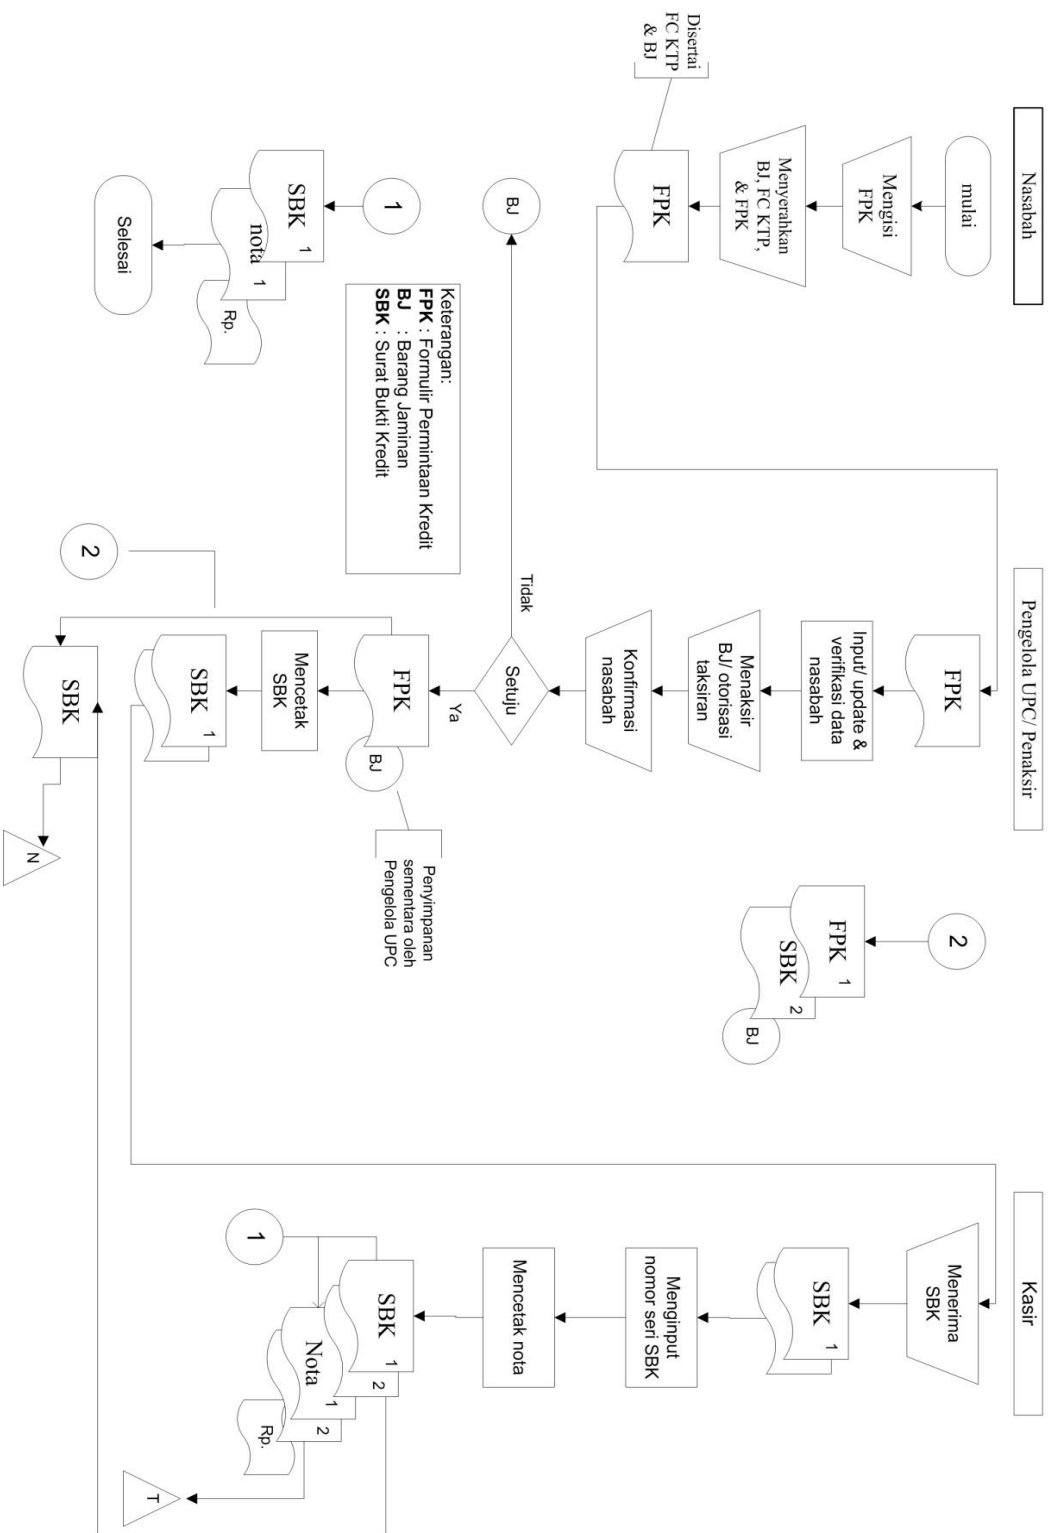 Nasabah
mulai
Mengisi
FPK
Menyerahkan
BJ, FC KTP,
& FPK
FPK
Disertai
FC KTP
& BJ
BJ
1
SBK
1
nota
1
Rp.
Selesai
Keterangan:
FPK : Formulir Permintaan Kredit
BJ : Barang Jaminan
SBK : Surat Bukti Kredit
Pengelola UPC/ Penaksir
FPK
Input/ update &
verifikasi data
nasabah
Menaksir
BJ/ otorisasi
taksiran
Konfirmasi
nasabah
Setuju
Tidak
Ya
FPK
BJ
Penyimpanan
sementara oleh
Pengelola UPC
Mencetak
SBK
SBK
1
2
SBK
N
2
FPK
1
SBK
2
BJ
Kasir
Menerima
SBK
SBK
1
Menginput
nomor seri SBK
Mencetak nota
SBK
1
2
Nota
1
2
Rp.
1
T